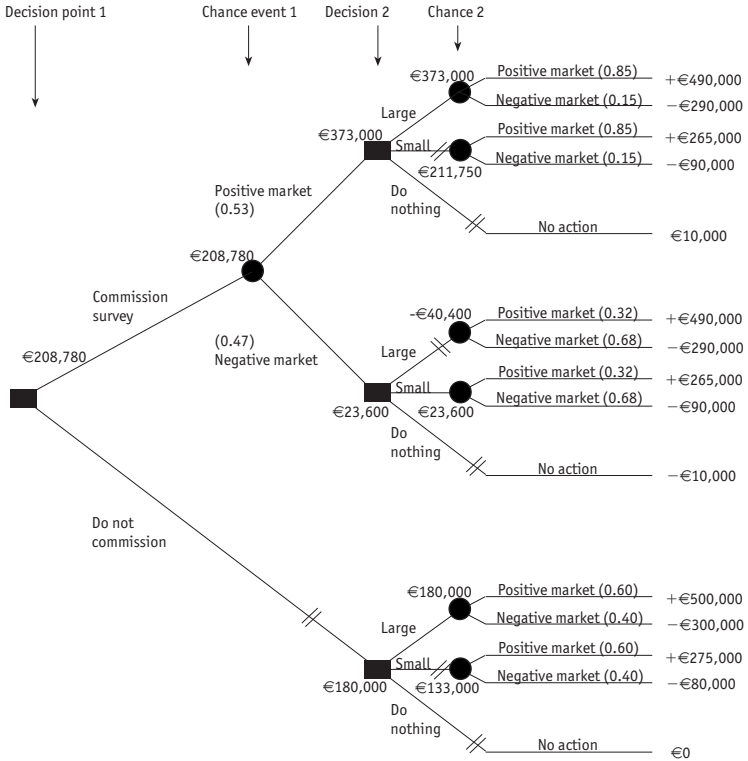 Decision point 1 Chance event 1 Decision 2 Chance 2
€373,000 Positive market (0.85) +€490,000
Negative market (0.15) −€290,000
Large
€373,000 Small Positive market (0.85) +€265,000
Negative market (0.15) −€90,000
€211,750
Do
nothing
No action €10,000
Positive market
(0.53)
€208,780
Commission
survey
(0.47)
Negative market
-€40,400 Positive market (0.32) +€490,000
Negative market (0.68) −€290,000
Large
Small Positive market (0.32) +€265,000
Negative market (0.68) −€90,000
€23,600 €23,600
Do
nothing
No action −€10,000
€208,780
Do not
commission
€180,000 Positive market (0.60) +€500,000
Negative market (0.40) −€300,000
Large
Small Positive market (0.60) +€275,000
Negative market (0.40) −€80,000
€180,000 €133,000
Do
nothing
No action €0